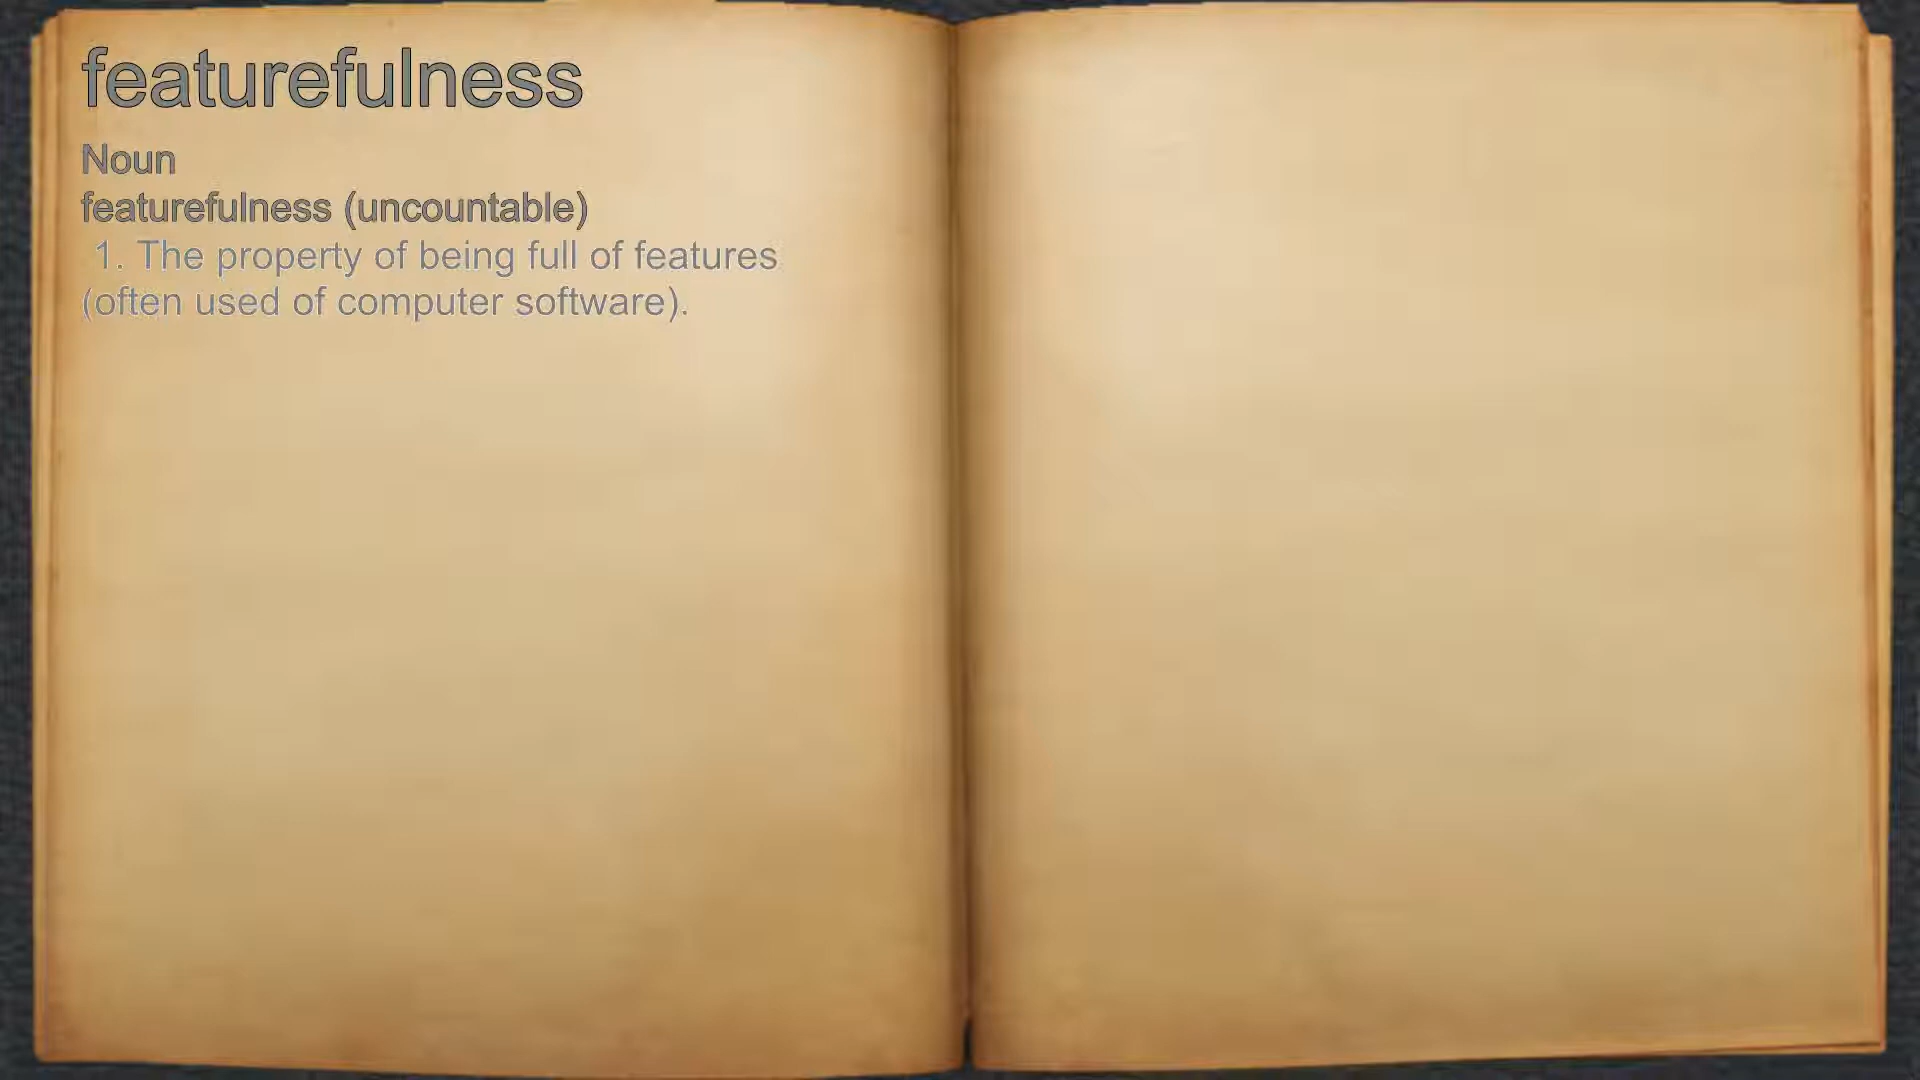 featurefulness
Noun
featurefulness (uncountable)
1. The property of being full of features
(often used of computer software).